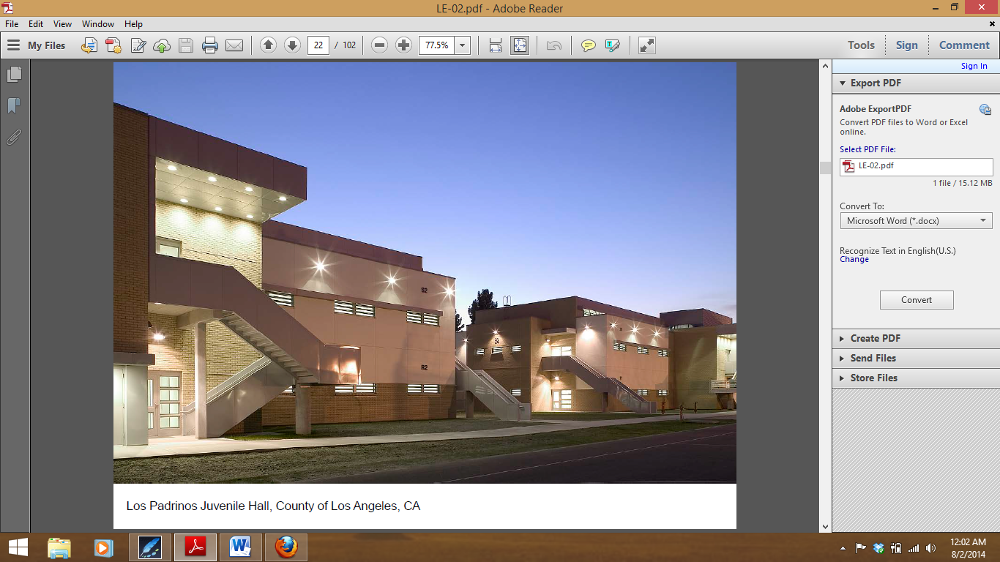 LE-02.pdf - Adobe Reader
File Edit View Window Help
My Files 22 / 102 77.5% Tools Sign Comment
Sign In
Export PDF
Adobe ExportPDF
Convert PDF files to Word or Excel
online.
Select PDF File:
LE-02.pdf
1 file / 15.12 MB
Convert To:
Microsoft Word (*.docx)
Recognize Text in English(U.S.)
Change
Convert
Create PDF
Send Files
Store Files
S2
R2
Los Padrinos Juvenile Hall, County of Los Angeles, CA
12:02 AM
8/2/2014